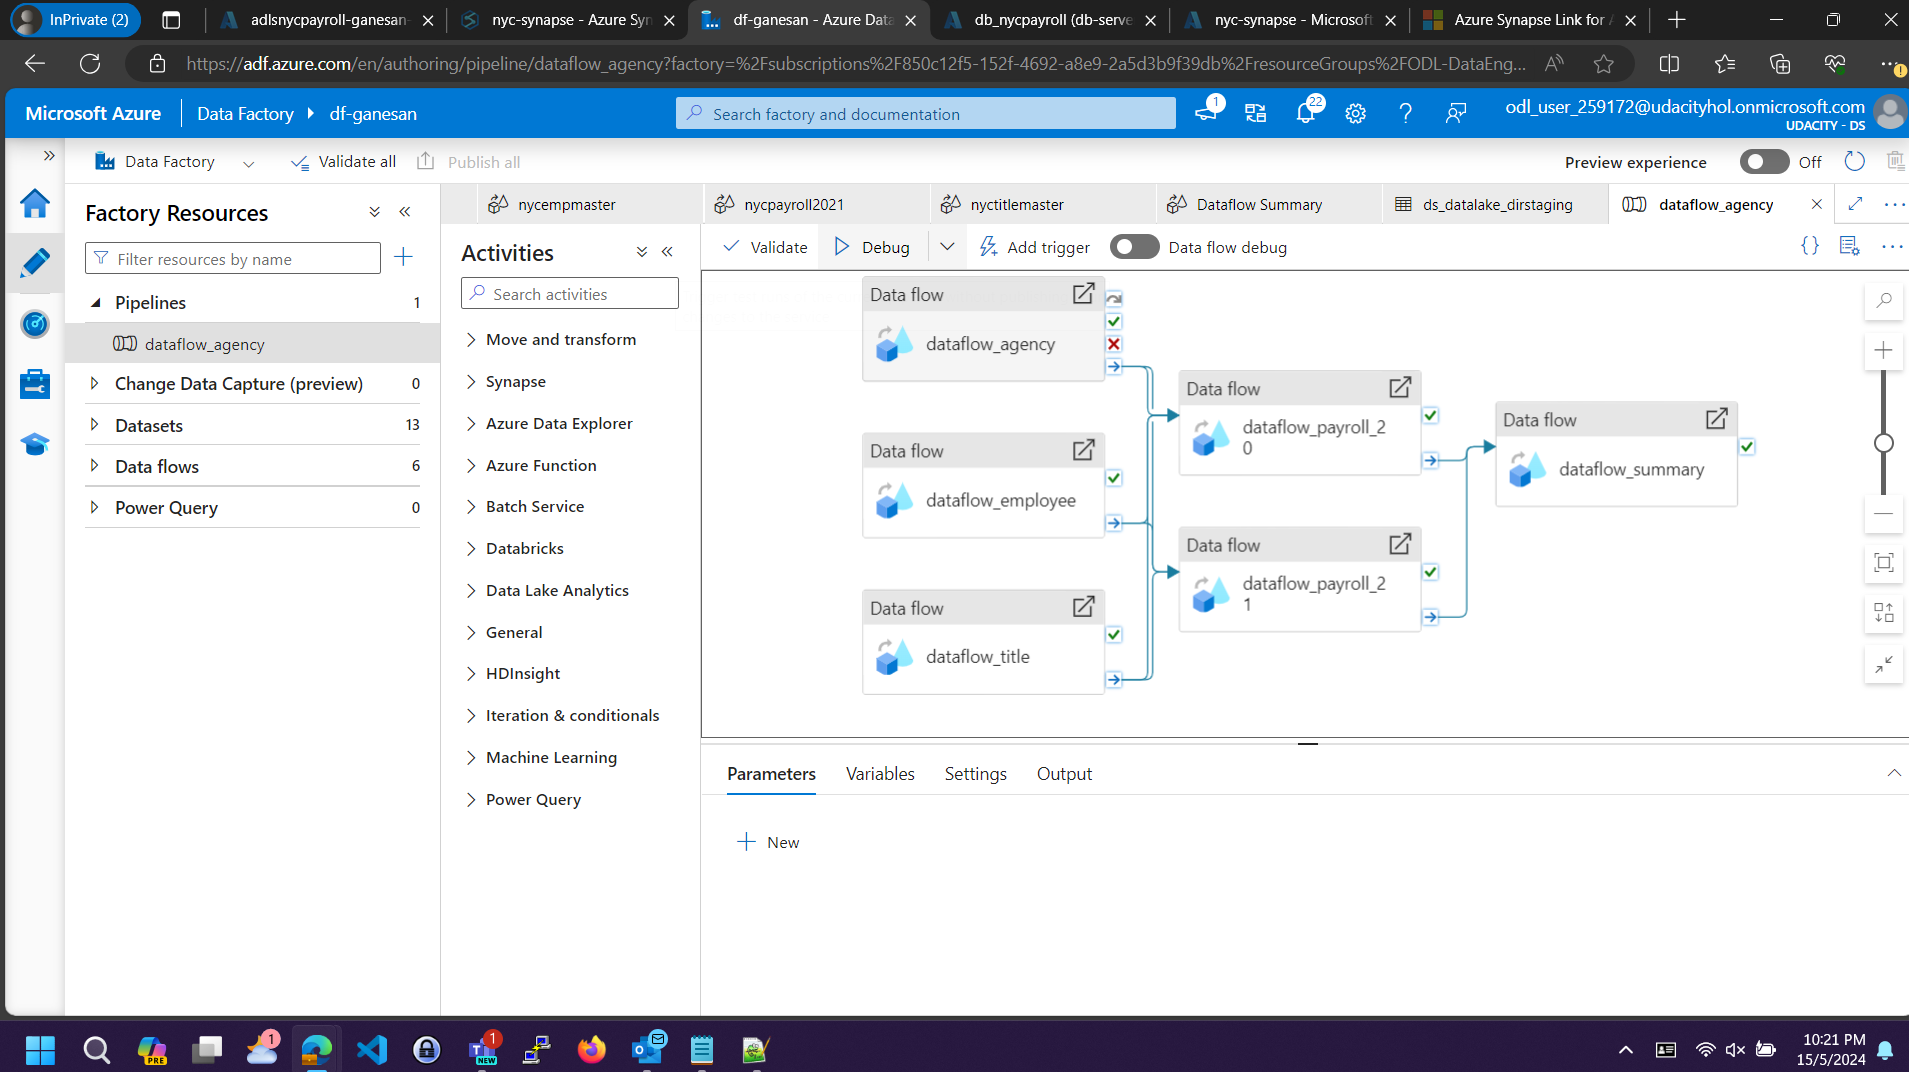 InPrivate (2)
adlsnycpayroll-ganesan-
nyc-synapse - Azure Syn
df-ganesan - Azure Data
db_nycpayroll (db-serve
nyc-synapse - Microsoft
Azure Synapse Link for A
https://adf.azure.com/en/authoring/pipeline/dataflow_agency?factory=%2Fsubscriptions%2F850c12f5-152f-4692-a8e9-2a5d3b9f39db%2FresourceGroups%2FODL-DataEng...
Microsoft Azure
Data Factory
df-ganesan
Search factory and documentation
1
22
odl_user_259172@udacityhol.onmicrosoft.com
UDACITY - DS
Data Factory
Validate all
Publish all
Preview experience
Off
Factory Resources
Filter resources by name
Pipelines 1
dataflow_agency
Change Data Capture (preview) 0
Datasets 13
Data flows 6
Power Query 0
nycempmaster
nycpayroll2021
nyctitlemaster
Dataflow Summary
ds_datalake_dirstaging
dataflow_agency
Activities
Search activities
Move and transform
Synapse
Azure Data Explorer
Azure Function
Batch Service
Databricks
Data Lake Analytics
General
HDInsight
Iteration & conditionals
Machine Learning
Power Query
Validate
Debug
Add trigger
Data flow debug
Data flow
dataflow_agency
Data flow
dataflow_employee
Data flow
dataflow_title
Data flow
dataflow_payroll_2
0
Data flow
dataflow_payroll_2
1
Data flow
dataflow_summary
Parameters
Variables
Settings
Output
New
PRE
1
1
NEW
10:21 PM
15/5/2024